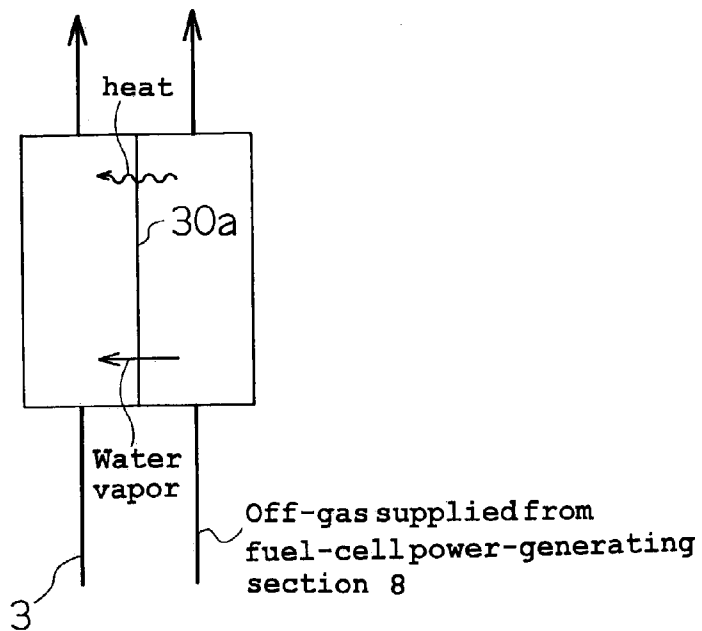 heat
30a
Water
vapor
Off-gas supplied from
fuel-cell power-generating
section 8
3